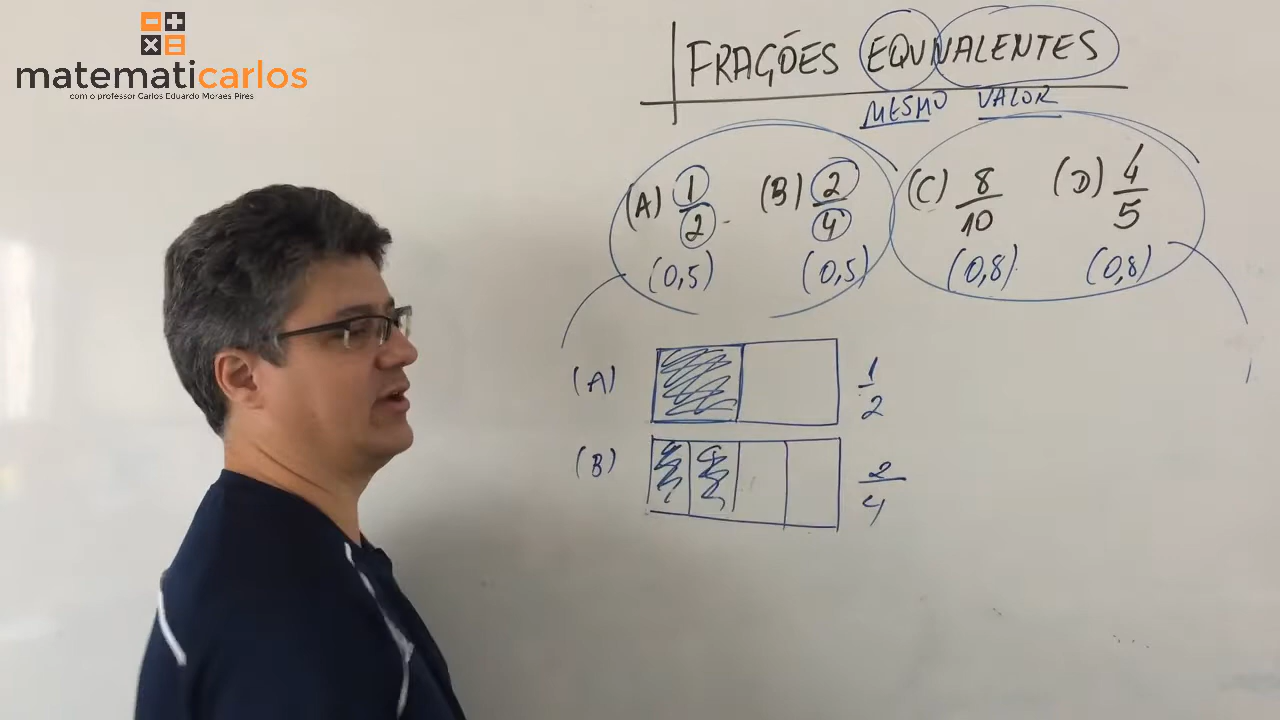 matematicarlos
com o professor Carlos Eduardo Moraes Pires
FRAÇÕES EQUIVALENTES
MESMO VALOR
(A) 1/2 (B) 2/4 (C) 8/10 (D) 4/5
(0,5) (0,5) (0,8) (0,8)
(A) 1/2
(B) 2/4